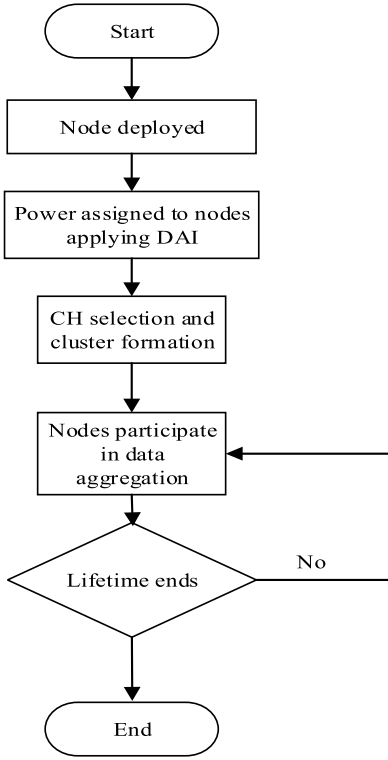 Start
Node deployed
Power assigned to nodes
applying DAI
CH selection and
cluster formation
Nodes participate
in data
aggregation
Lifetime ends
No
End